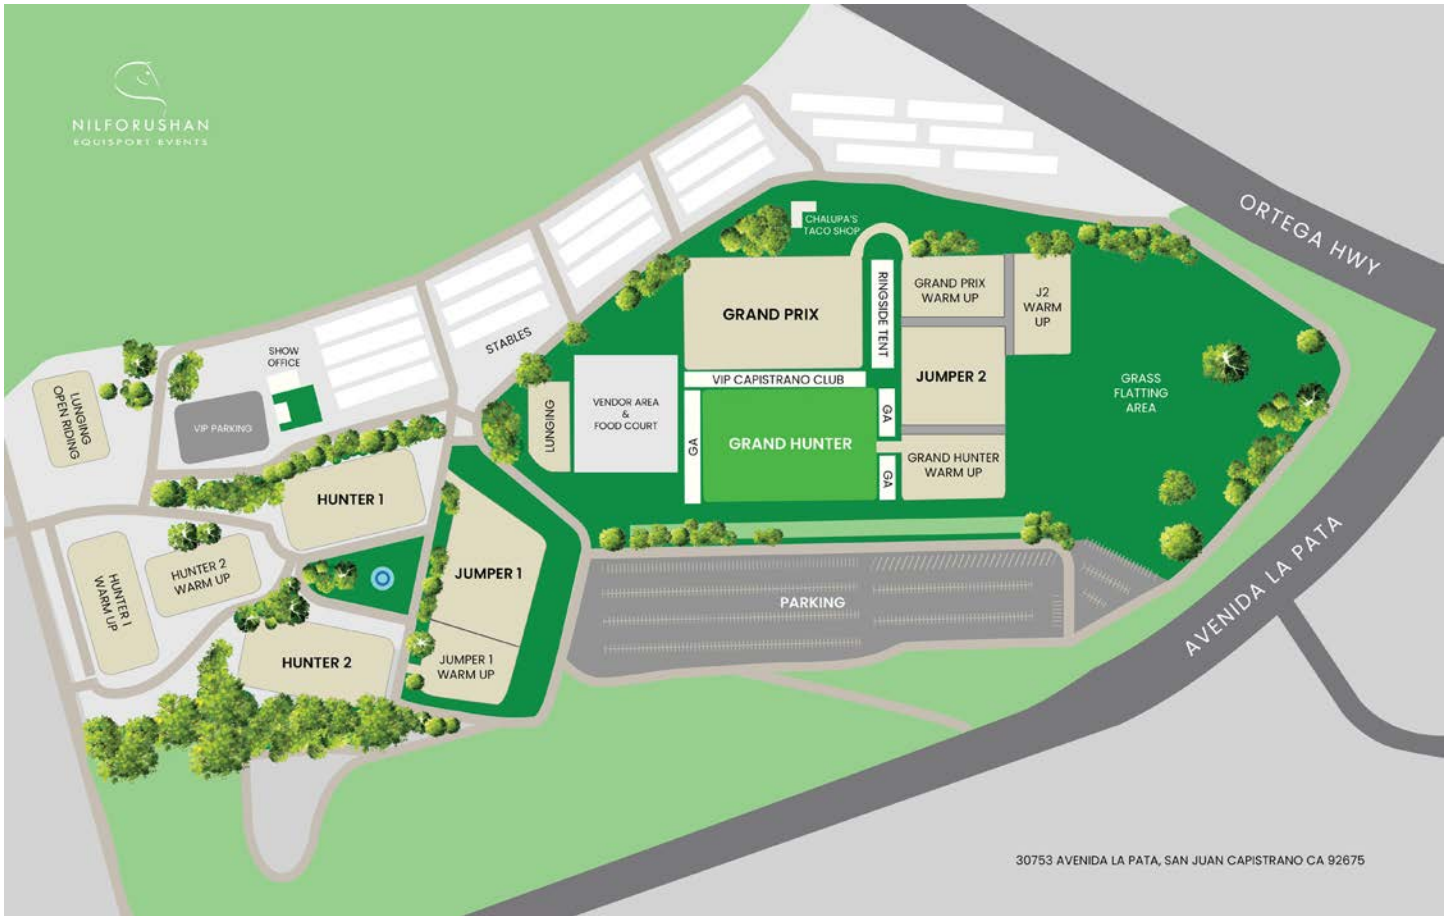 NILFORUSHAN
EQUISPORT EVENTS
ORTEGA HWY
CHALUPA'S
TACO SHOP
GRAND PRIX
RINGSIDE TENT
GRAND PRIX
WARM UP
J2
WARM
UP
SHOW
OFFICE
STABLES
VIP CAPISTRANO CLUB
JUMPER 2
GRASS
FLATTING
AREA
LUNGING
OPEN RIDING
VIP PARKING
LUNGING
VENDOR AREA
&
FOOD COURT
GA
GRAND HUNTER
GA
GA
GRAND HUNTER
WARM UP
HUNTER 1
HUNTER 1
WARM UP
HUNTER 2
WARM UP
JUMPER 1
PARKING
AVENIDA LA PATA
HUNTER 2
JUMPER 1
WARM UP
30753 AVENIDA LA PATA, SAN JUAN CAPISTRANO CA 92675